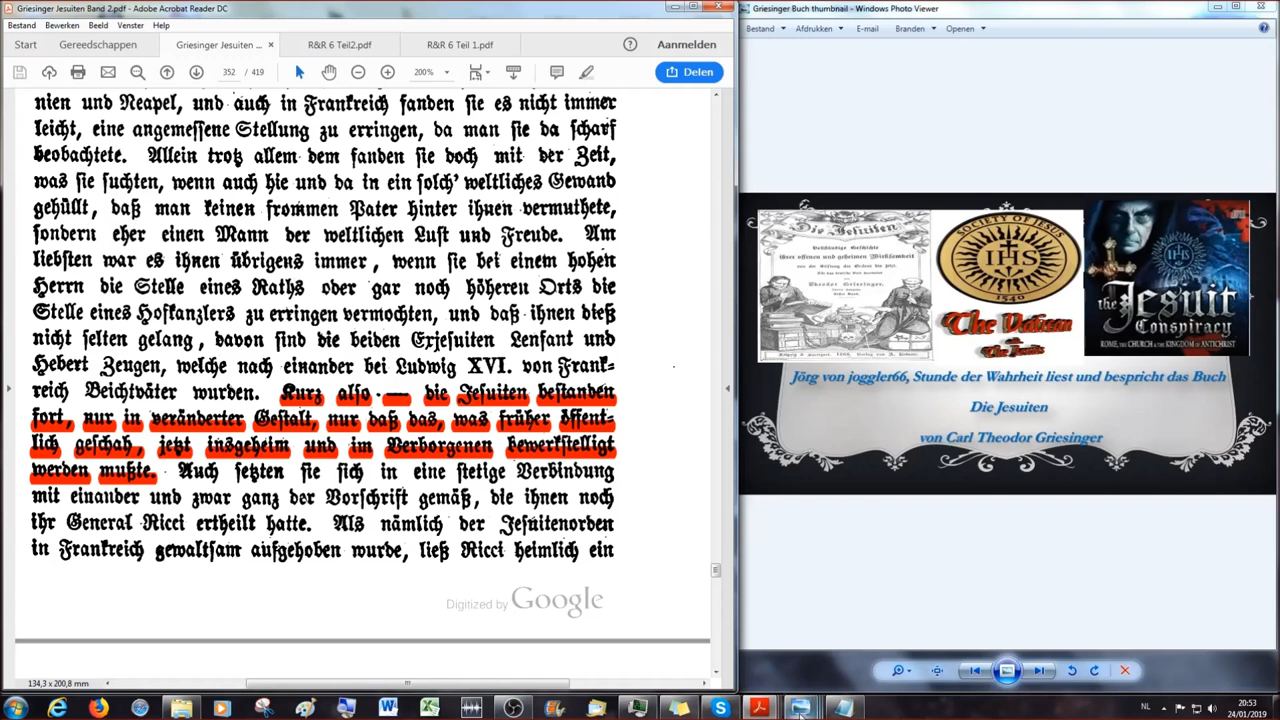 Griesinger Jesuiten Band 2.pdf - Adobe Acrobat Reader DC
Bestand Bewerken Beeld Venster Help
Start Gereedschappen Griesinger Jesuiten ... × R&R 6 Teil2.pdf R&R 6 Teil 1.pdf Aanmelden
352 / 419 200% Delen
nien und Neapel, und auch in Frankreich fanden sie es nicht immer
leicht, eine angemessene Stellung zu erringen, da man sie da scharf
beobachtete. Allein trotz allem dem fanden sie doch mit der Zeit,
was sie suchten, wenn auch hie und da in ein solch' weltliches Gewand
gehüllt, daß man keinen frommen Pater hinter ihnen vermuthete,
sondern eher einen Mann der weltlichen Lust und Freude. Am
liebsten war es ihnen übrigens immer, wenn sie bei einem hohen
Herrn die Stelle eines Raths oder gar noch höheren Orts die
Stelle eines Hofkanzlers zu erringen vermochten, und daß ihnen dieß
nicht selten gelang, davon sind die beiden Exjesuiten Lenfant und
Hebert Zeugen, welche nach einander bei Ludwig XVI. von Frank-
reich Beichtväter wurden. Kurz also — die Jesuiten bestanden
fort, nur in veränderter Gestalt, nur daß das, was früher öffent-
lich geschah, jetzt insgeheim und im Verborgenen bewerkstelligt
werden mußte. Auch setzten sie sich in eine stetige Verbindung
mit einander und zwar ganz der Vorschrift gemäß, die ihnen noch
ihr General Ricci ertheilt hatte. Als nämlich der Jesuitenorden
in Frankreich gewaltsam aufgehoben wurde, ließ Ricci heimlich ein
Digitized by Google
134,3 x 200,8 mm
Griesinger Buch thumbnail - Windows Photo Viewer
Bestand Afdrukken E-mail Branden Openen
Die Jesuiten
Vollständige Geschichte
ihrer offenen und geheimen Wirksamkeit
Theodor Griesinger.
SOCIETY OF JESUS
IHS
1540
The Vatican
The Jesuits
the Jesuit
Conspiracy
ROME, THE CHURCH & THE KINGDOM OF ANTICHRIST
Jörg von joggler66, Stunde der Wahrheit liest und bespricht das Buch
Die Jesuiten
von Carl Theodor Griesinger
NL 20:53
24/01/2019